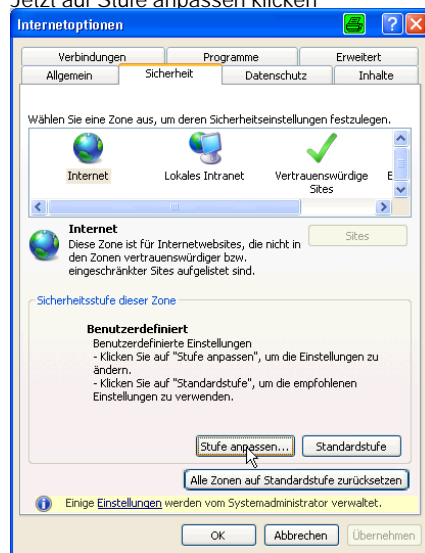 Jetzt auf Stufe anpassen klicken
Internetoptionen
Verbindungen Programme Erweitert
Allgemein Sicherheit Datenschutz Inhalte
Wählen Sie eine Zone aus, um deren Sicherheitseinstellungen festzulegen.
Internet Lokales Intranet Vertrauenswürdige E
Sites
Internet
Sites
Diese Zone ist für Internetwebsites, die nicht in
den Zonen vertrauenswürdiger bzw.
eingeschränkter Sites aufgelistet sind.
Sicherheitsstufe dieser Zone
Benutzerdefiniert
Benutzerdefinierte Einstellungen
- Klicken Sie auf "Stufe anpassen", um die Einstellungen zu
ändern.
- Klicken Sie auf "Standardstufe", um die empfohlenen
Einstellungen zu verwenden.
Stufe anpassen... Standardstufe
Alle Zonen auf Standardstufe zurücksetzen
Einige Einstellungen werden vom Systemadministrator verwaltet.
OK Abbrechen Übernehmen